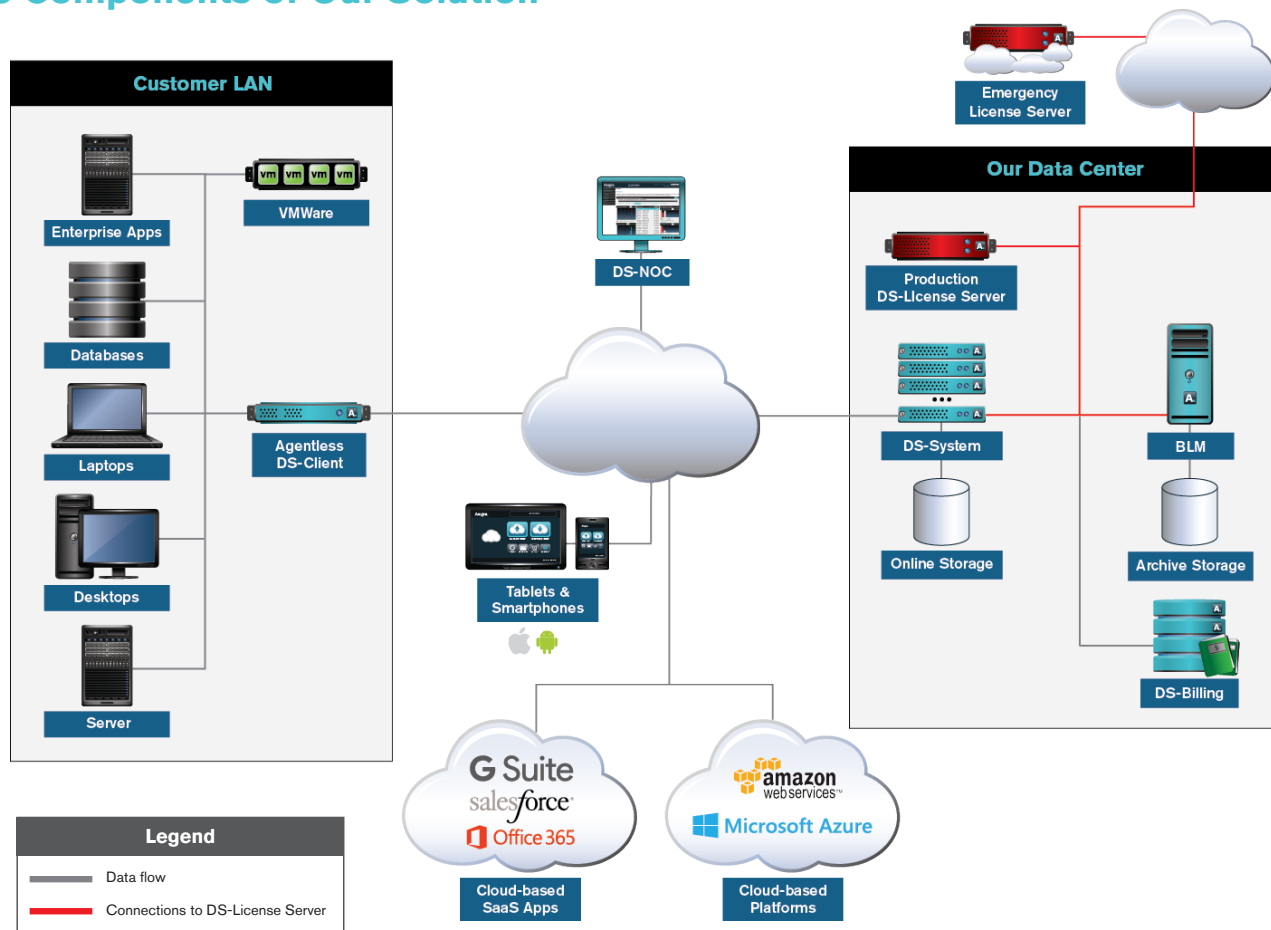 Components of Our Solution
Customer LAN
Enterprise Apps
vm vm vm vm
VMWare
Databases
Laptops
Agentless
DS-Client
Desktops
Server
DS-NOC
Tablets &
Smartphones
G Suite
salesforce
Office 365
Cloud-based
SaaS Apps
amazon
webservices™
Microsoft Azure
Cloud-based
Platforms
Emergency
License Server
Our Data Center
Production
DS-LIcense Server
DS-System
BLM
Online Storage
Archive Storage
DS-Billing
Legend
Data flow
Connections to DS-License Server